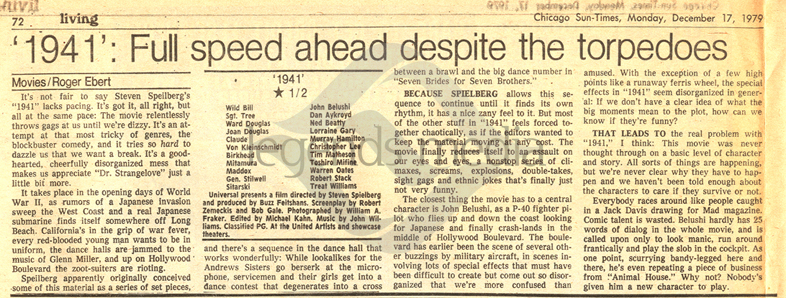 72 living
Chicago Sun-Times, Monday, December 17, 1979
‘1941’: Full speed ahead despite the torpedoes
Movies/Roger Ebert
It's not fair to say Steven Speilberg's
"1941" lacks pacing. It's got it, all right, but
all at the same pace: The movie relentlessly
throws gags at us until we're dizzy. It's an at-
tempt at that most tricky of genres, the
blockbuster comedy, and it tries so hard to
dazzle us that we want a break. It's a good-
hearted, cheerfully disorganized mess that
makes us appreciate "Dr. Strangelove" just a
little bit more.
It takes place in the opening days of World
War II, as rumors of a Japanese invasion
sweep the West Coast and a real Japanese
submarine finds itself somewhere off Long
Beach. California's in the grip of war fever,
every red-blooded young man wants to be in
uniform, the dance halls are jammed to the
music of Glenn Miller, and up on Hollywood
Boulevard the zoot-suiters are rioting.
Speilberg apparently originally conceived
some of this material as a series of set pieces,
‘1941’
★ 1/2
Wild Bill John Belushi
Sgt. Tree Dan Aykroyd
Ward Douglas Ned Beatty
Joan Douglas Lorraine Gary
Claude Murray Hamilton
Von Kleinschmidt Christopher Lee
Birkhead Tim Matheson
Mitamura Toshiro Mifune
Maddox Warren Oates
Gen. Stilwell Robert Stack
Sitarski Treat Williams
Universal presents a film directed by Steven Spielberg
and produced by Buzz Feitshans. Screenplay by Robert
Zemeckis and Bob Gale. Photographed by William A.
Fraker. Edited by Michael Kahn. Music by John Wil-
liams. Classified PG. At the United Artists and showcase
theaters.
and there's a sequence in the dance hall that
works wonderfully: While lookalikes for the
Andrews Sisters go berserk at the micro-
phone, servicemen and their girls get into a
dance contest that degenerates into a cross
between a brawl and the big dance number in
"Seven Brides for Seven Brothers."
BECAUSE SPIELBERG allows this se-
quence to continue until it finds its own
rhythm, it has a nice zany feel to it. But most
of the other stuff in "1941" feels forced to-
gether chaotically, as if the editors wanted to
keep the material moving at any cost. The
movie finally reduces itself to an assault on
our eyes and ears, a nonstop series of cli-
maxes, screams, explosions, double-takes,
sight gags and ethnic jokes that's finally just
not very funny.
The closest thing the movie has to a central
character is John Belushi, as a P-40 fighter pi-
lot who flies up and down the coast looking
for Japanese and finally crash-lands in the
middle of Hollywood Boulevard. The boule-
vard has earlier been the scene of several oth-
er buzzings by military aircraft, in scenes in-
volving lots of special effects that must have
been difficult to create but come out so disor-
ganized that we're more confused than
amused. With the exception of a few high
points like a runaway ferris wheel, the special
effects in "1941" seem disorganized in gener-
al: If we don't have a clear idea of what the
big moments mean to the plot, how can we
know if they're funny?
THAT LEADS TO the real problem with
"1941," I think: This movie was never
thought through on a basic level of character
and story. All sorts of things are happening,
but we're never clear why they have to hap-
pen and we haven't been told enough about
the characters to care if they survive or not.
Everybody races around like people caught
in a Jack Davis drawing for Mad magazine.
Comic talent is wasted. Belushi hardly has 25
words of dialog in the whole movie, and is
called upon only to look manic, run around
frantically and play the slob in the cockpit. As
one point, scurrying bandy-legged here and
there, he's even repeating a piece of business
from "Animal House." Why not? Nobody's
given him a new character to play.